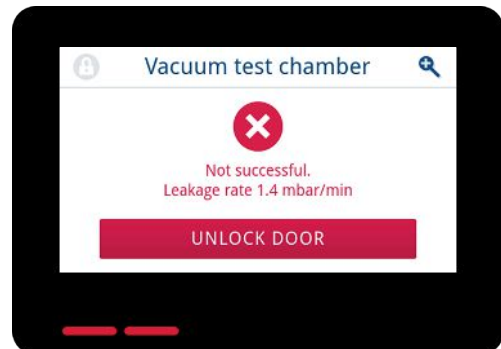 Vacuum test chamber
Not successful.
Leakage rate 1.4 mbar/min
UNLOCK DOOR